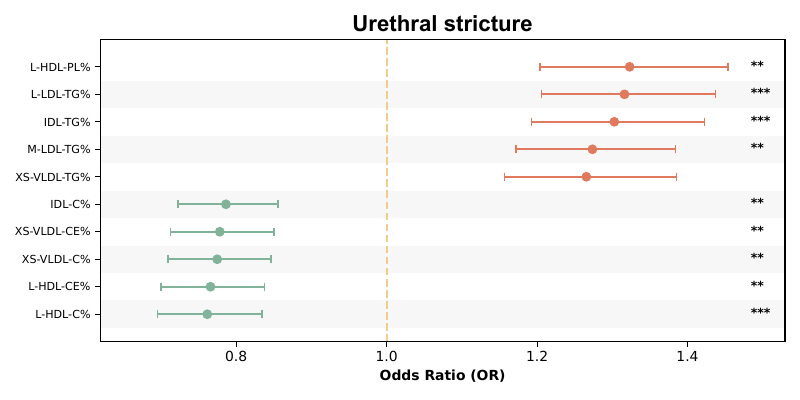 Urethral stricture
L-HDL-PL% **
L-LDL-TG% ***
IDL-TG% ***
M-LDL-TG% **
XS-VLDL-TG%
IDL-C% **
XS-VLDL-CE% **
XS-VLDL-C% **
L-HDL-CE% **
L-HDL-C% ***
0.8 1.0 1.2 1.4
Odds Ratio (OR)